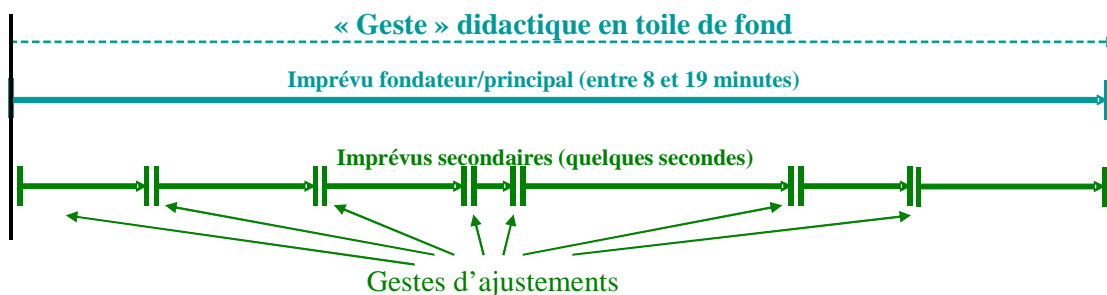 « Geste » didactique en toile de fond
Imprévu fondateur/principal (entre 8 et 19 minutes)
Imprévus secondaires (quelques secondes)
Gestes d’ajustements